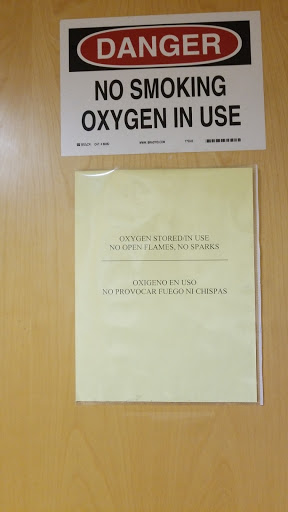 DANGER
NO SMOKING
OXYGEN IN USE
OXYGEN STORED/IN USE
NO OPEN FLAMES, NO SPARKS
OXIGENO EN USO
NO PROVOCAR FUEGO NI CHISPAS